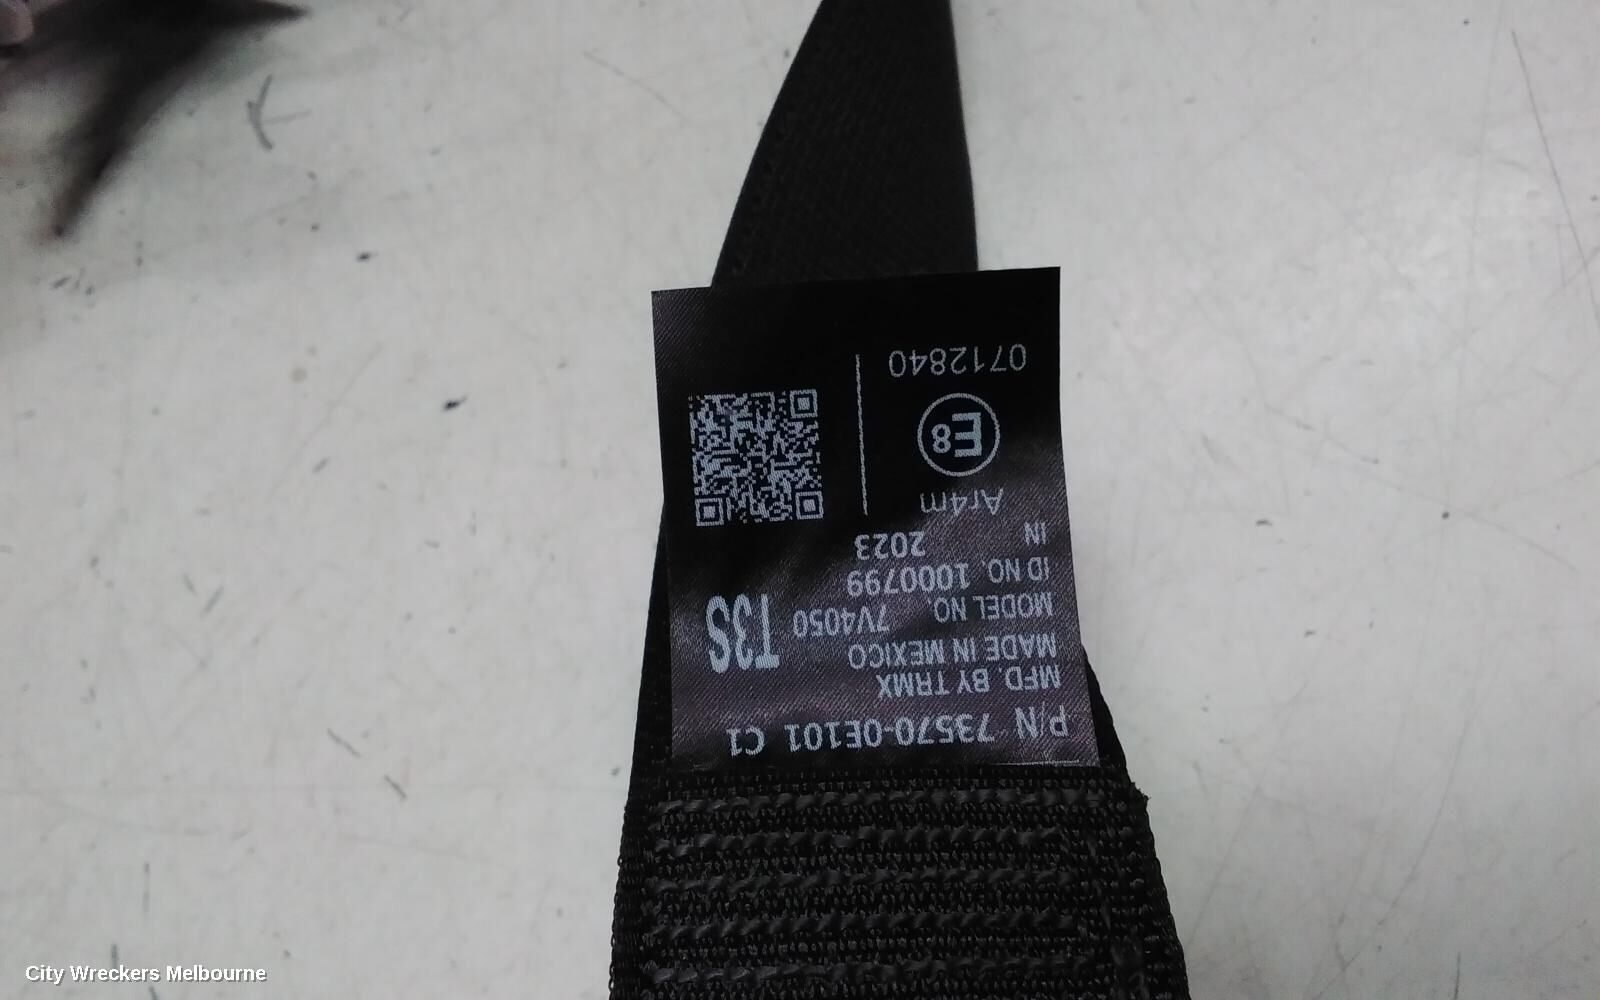 P/N 73570-0E101 C1
MFD. BY TRMX
MADE IN MEXICO
MODEL NO. 7V4050
T3S
ID NO. 1000799
IN 2023
Ar4m
E8
0712840
City Wreckers Melbourne